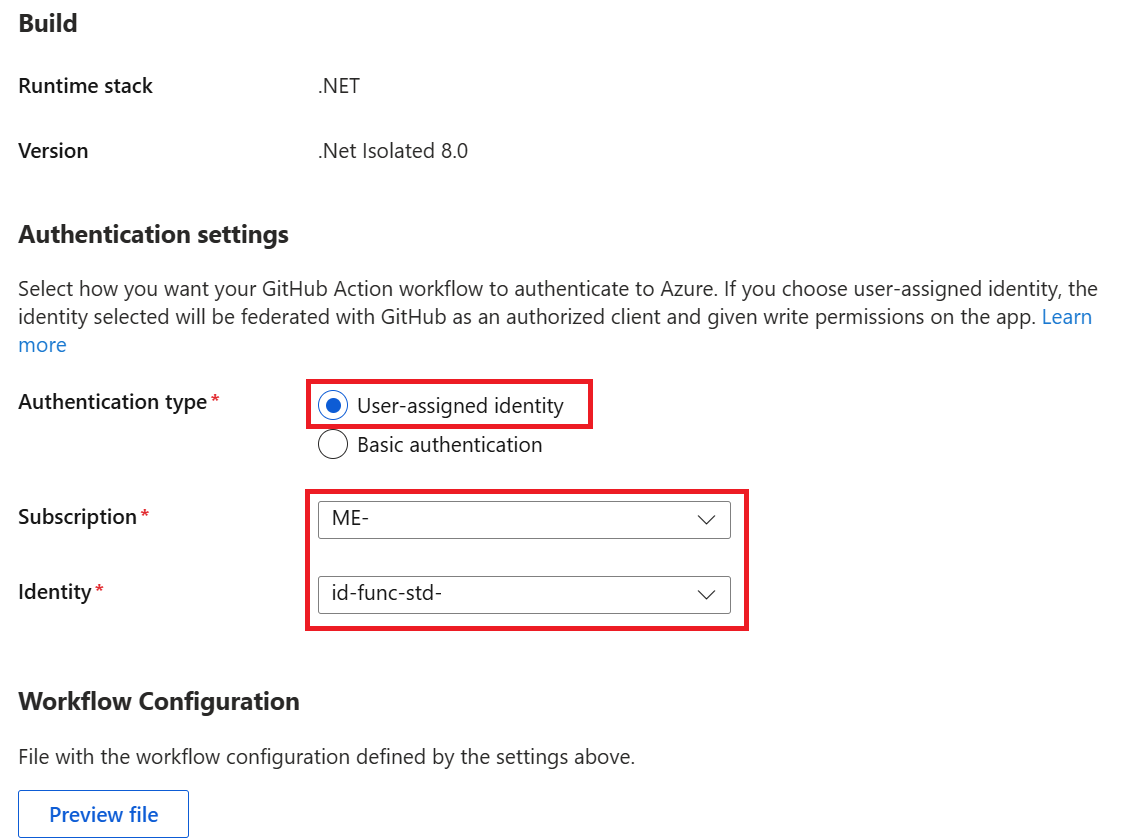 Build
Runtime stack .NET
Version .Net Isolated 8.0
Authentication settings
Select how you want your GitHub Action workflow to authenticate to Azure. If you choose user-assigned identity, the
identity selected will be federated with GitHub as an authorized client and given write permissions on the app. Learn
more
Authentication type* User-assigned identity
Basic authentication
Subscription* ME-
Identity* id-func-std-
Workflow Configuration
File with the workflow configuration defined by the settings above.
Preview file